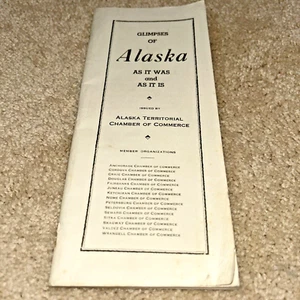 GLIMPSES
OF
Alaska
AS IT WAS
and
AS IT IS
ISSUED BY
ALASKA TERRITORIAL
CHAMBER OF COMMERCE
MEMBER ORGANIZATIONS
ANCHORAGE CHAMBER OF COMMERCE
CORDOVA CHAMBER OF COMMERCE
CRAIG CHAMBER OF COMMERCE
DOUGLAS CHAMBER OF COMMERCE
FAIRBANKS CHAMBER OF COMMERCE
JUNEAU CHAMBER OF COMMERCE
KETCHIKAN CHAMBER OF COMMERCE
NOME CHAMBER OF COMMERCE
PETERSBURG CHAMBER OF COMMERCE
SELDOVIA CHAMBER OF COMMERCE
SEWARD CHAMBER OF COMMERCE
SITKA CHAMBER OF COMMERCE
SKAGWAY CHAMBER OF COMMERCE
VALDEZ CHAMBER OF COMMERCE
WRANGELL CHAMBER OF COMMERCE